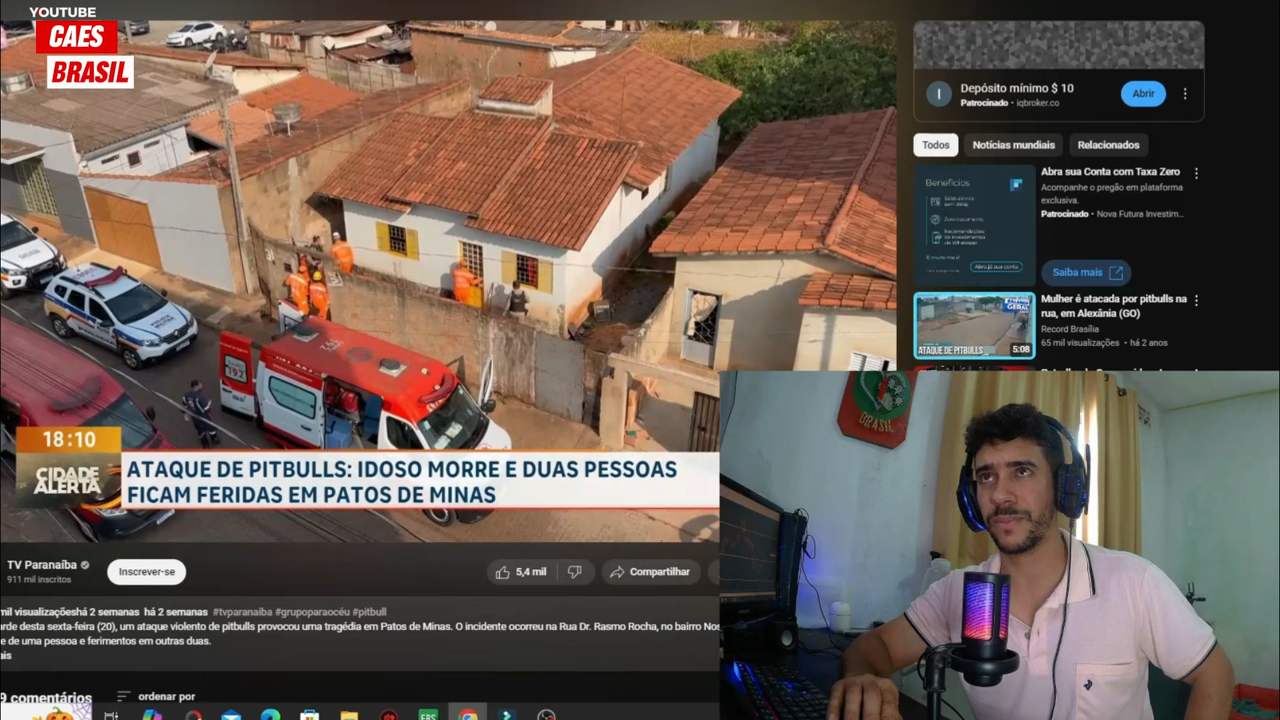 YOUTUBE
CAES
BRASIL
18:10
CIDADE
ALERTA
ATAQUE DE PITBULLS: IDOSO MORRE E DUAS PESSOAS
FICAM FERIDAS EM PATOS DE MINAS
192
TV Paranaíba
911 mil inscritos
Inscrever-se
5,4 mil
Compartilhar
mil visualizações há 2 semanas há 2 semanas #tvparanaiba #grupoparaocéu #pitbull
arde desta sexta-feira (20), um ataque violento de pitbulls provocou uma tragédia em Patos de Minas. O incidente ocorreu na Rua Dr. Rasmo Rocha, no bairro Nos
e de uma pessoa e ferimentos em outras duas.
ais
9 comentários
ordenar por
I
Depósito mínimo $ 10
Patrocinado • iqbroker.co
Abrir
Todos
Notícias mundiais
Relacionados
Benefícios
Abra sua Conta com Taxa Zero
Acompanhe o pregão em plataforma
exclusiva.
Patrocinado • Nova Futura Investim...
Saiba mais
ATAQUE DE PITBULLS
GERAL
5:08
Mulher é atacada por pitbulls na
rua, em Alexânia (GO)
Record Brasília
65 mil visualizações • há 2 anos
BRASIL